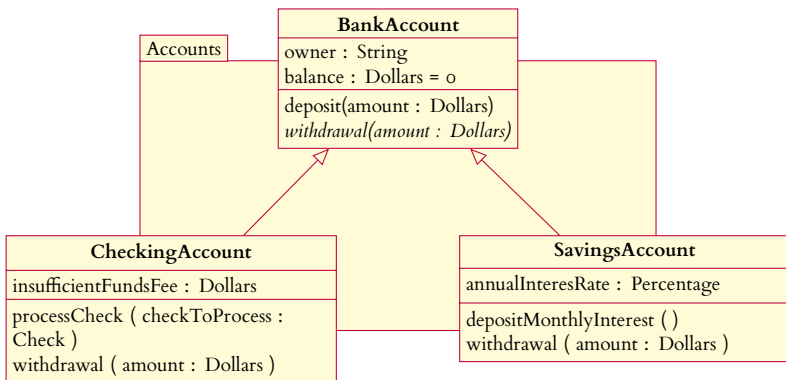 BankAccount
Accounts
owner : String
balance : Dollars = 0
deposit(amount : Dollars)
withdrawal(amount : Dollars)
CheckingAccount
insufficientFundsFee : Dollars
processCheck ( checkToProcess :
Check )
withdrawal ( amount : Dollars )
SavingsAccount
annualInteresRate : Percentage
depositMonthlyInterest ( )
withdrawal ( amount : Dollars )